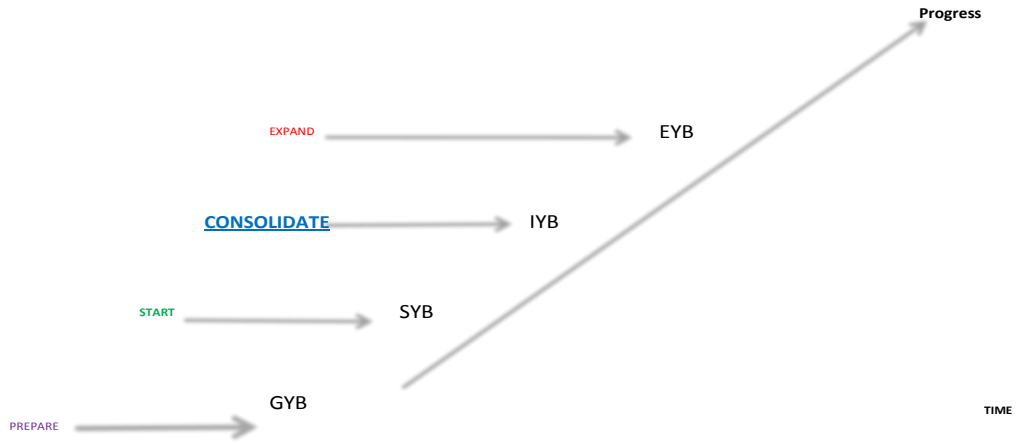 Progress
EXPAND EYB
CONSOLIDATE IYB
START SYB
GYB
PREPARE
TIME